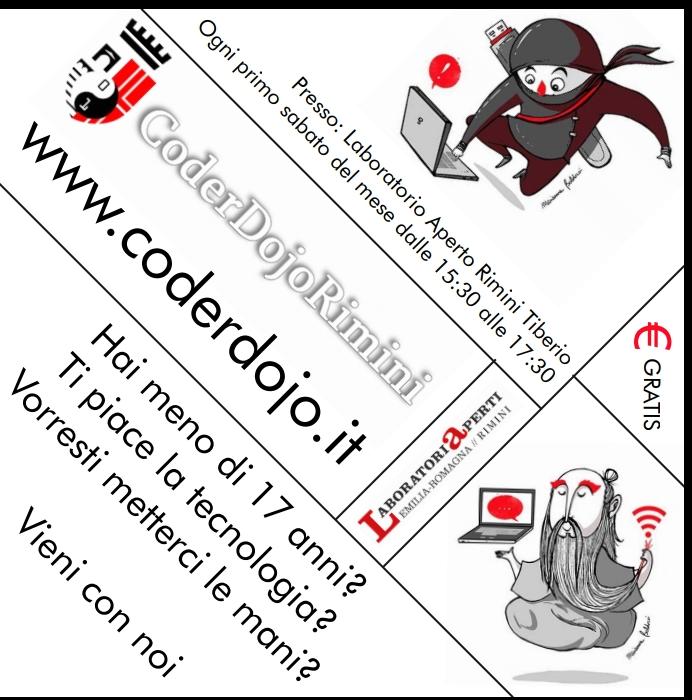 Presso: Laboratorio Aperto Rimini Tiberio
Ogni primo sabato del mese dalle 15:30 alle 17:30
CoderDojoRimini
www.coderdojo.it
€ GRATIS
LABORATORI APERTI
EMILIA-ROMAGNA // RIMINI
Hai meno di 17 anni?
Ti piace la tecnologia?
Vorresti metterci le mani?
Vieni con noi